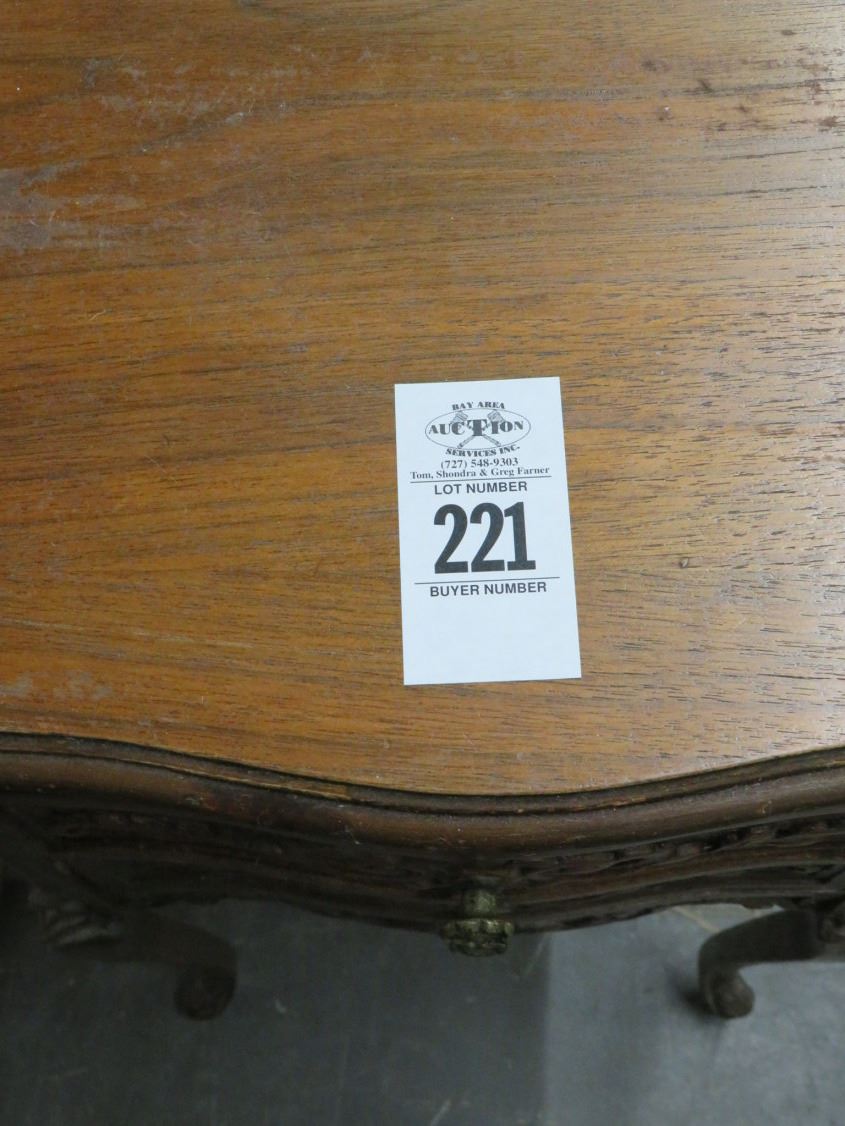 BAY AREA
AUCTION
SERVICES INC.
(727) 548-9303
Tom, Shondra & Greg Farner
LOT NUMBER
221
BUYER NUMBER